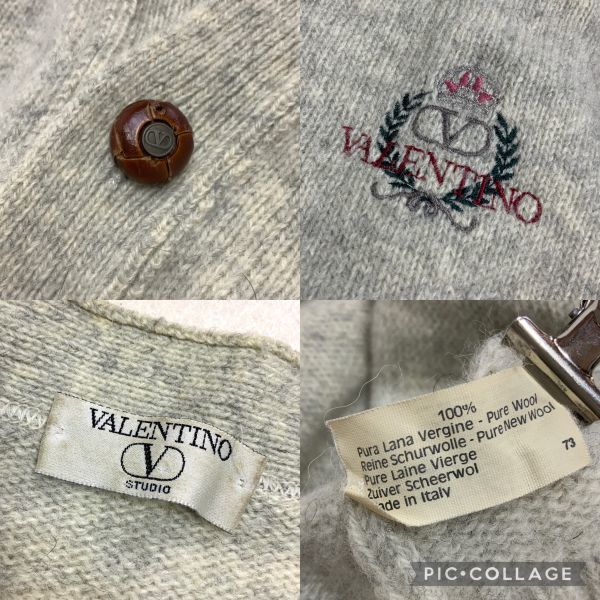 V
V
VALENTINO
VALENTINO
V
STUDIO
100%
Pura Lana Vergine - Pure Wool
Reine Schurwolle - Pure New Wool
Pure Laine Vierge
Zuiver Scheerwol
ade in Italy
73
PIC•COLLAGE